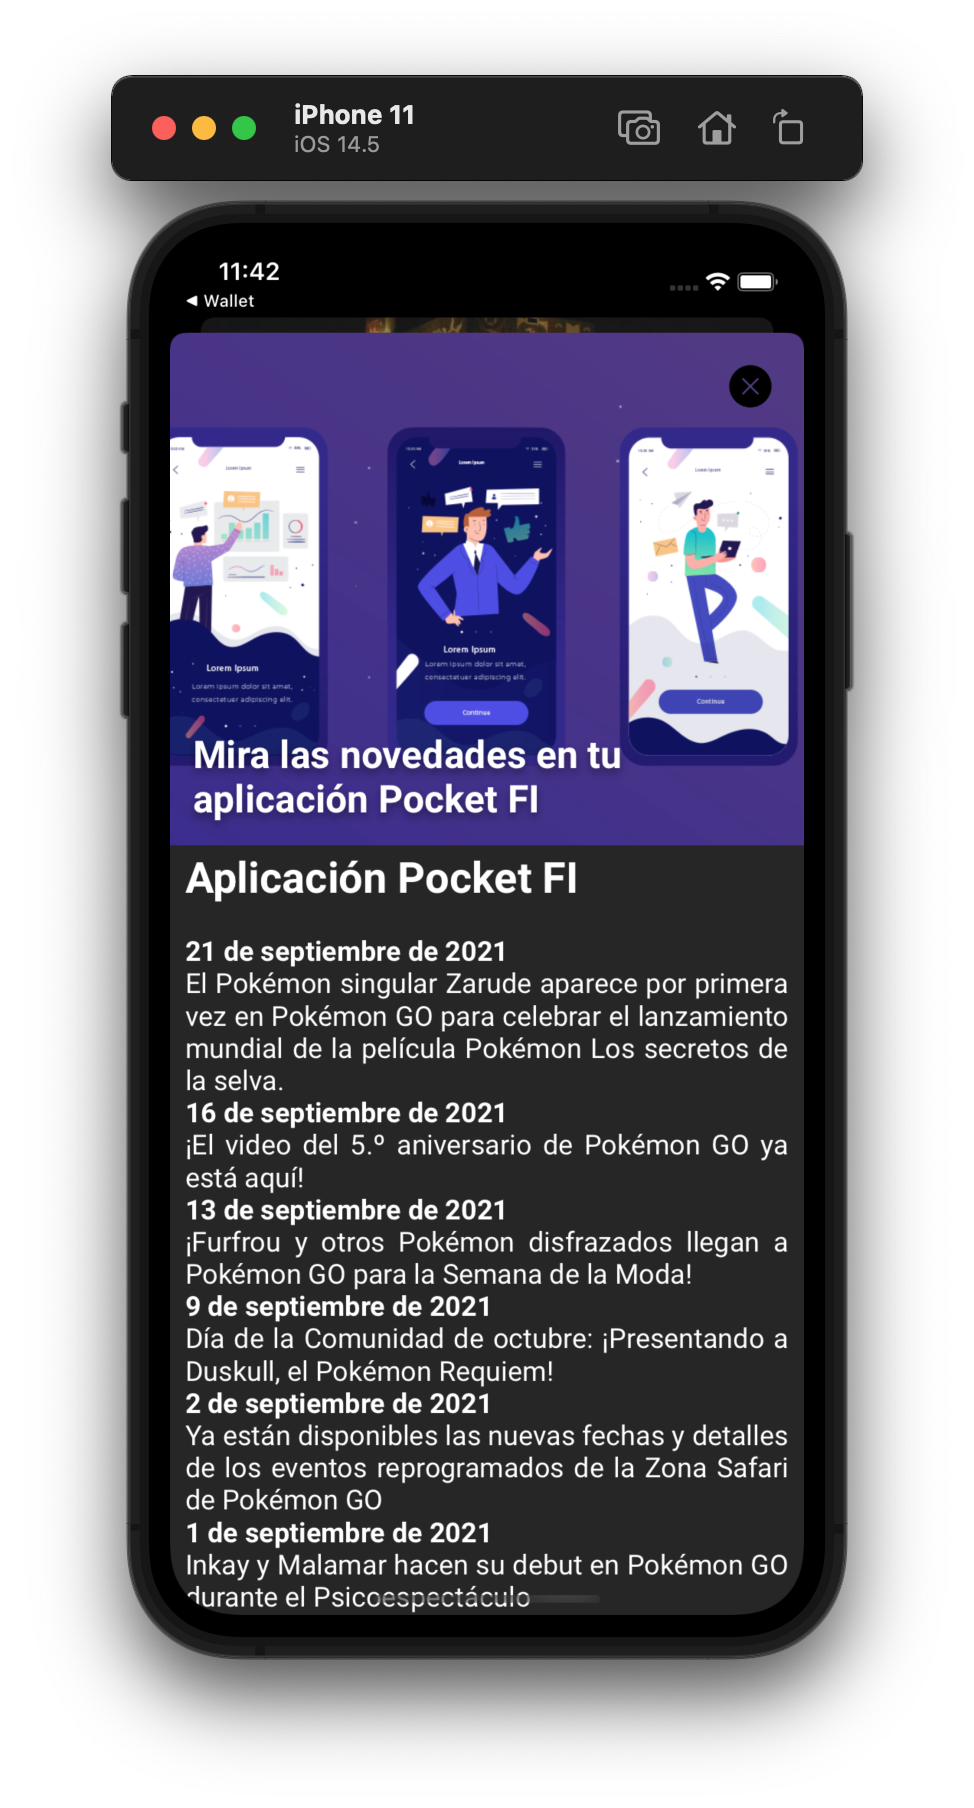 iPhone 11
iOS 14.5
11:42
Wallet
Lorem Ipsum
Lorem Ipsum
Lorem Ipsum dolor sit amet,
consectetuer adipiscing elit.
Lorem Ipsum
Lorem Ipsum
Lorem Ipsum dolor sit amet,
consectetuer adipiscing elit.
Continue
Continue
Mira las novedades en tu
aplicación Pocket FI
Aplicación Pocket FI
21 de septiembre de 2021
El Pokémon singular Zarude aparece por primera
vez en Pokémon GO para celebrar el lanzamiento
mundial de la película Pokémon Los secretos de
la selva.
16 de septiembre de 2021
¡El video del 5.º aniversario de Pokémon GO ya
está aquí!
13 de septiembre de 2021
¡Furfrou y otros Pokémon disfrazados llegan a
Pokémon GO para la Semana de la Moda!
9 de septiembre de 2021
Día de la Comunidad de octubre: ¡Presentando a
Duskull, el Pokémon Requiem!
2 de septiembre de 2021
Ya están disponibles las nuevas fechas y detalles
de los eventos reprogramados de la Zona Safari
de Pokémon GO
1 de septiembre de 2021
Inkay y Malamar hacen su debut en Pokémon GO
durante el Psicoespectáculo